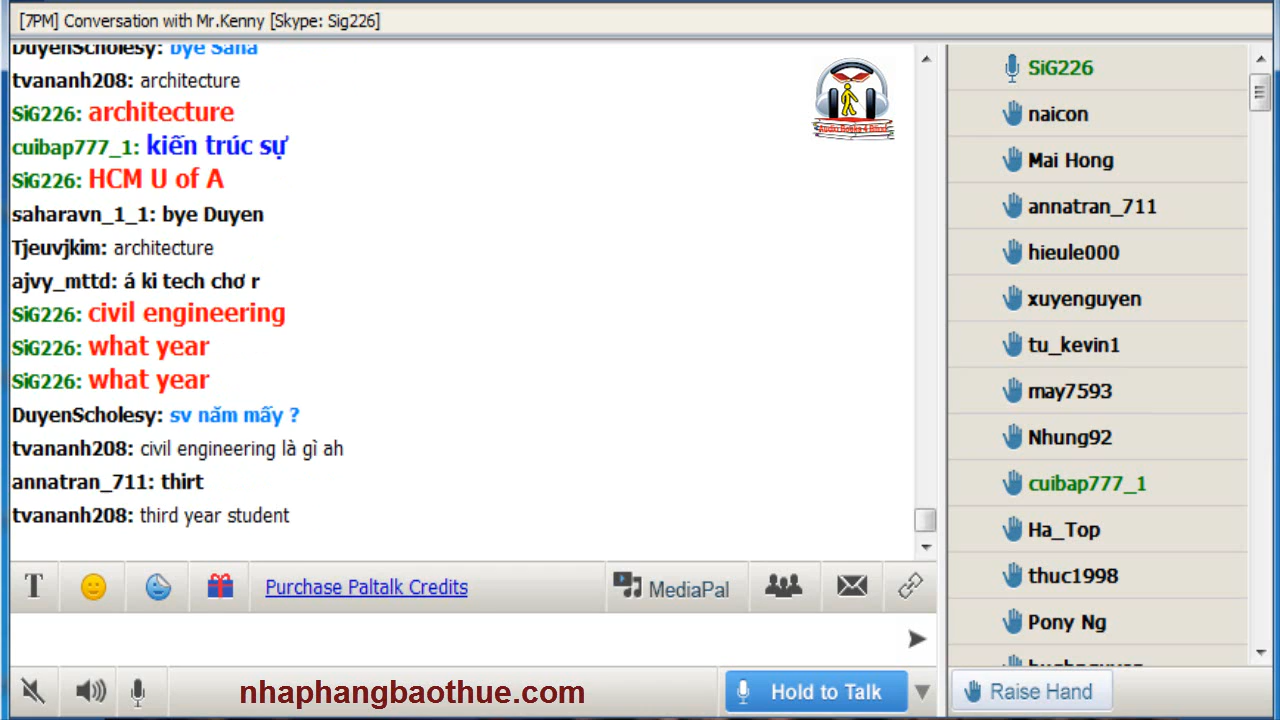 [7PM] Conversation with Mr.Kenny [Skype: Sig226]
DuyenScholesy: bye Saha
tvananh208: architecture
SiG226: architecture
cuibap777_1: kiến trúc sự
SiG226: HCM U of A
saharavn_1_1: bye Duyen
Tjeuvjkim: architecture
ajvy_mttd: á ki tech chơ r
SiG226: civil engineering
SiG226: what year
SiG226: what year
DuyenScholesy: sv năm mấy ?
tvananh208: civil engineering là gì ah
annatran_711: thirt
tvananh208: third year student
T
Purchase Paltalk Credits
MediaPal
nhaphangbaothue.com
Hold to Talk
SiG226
naicon
Mai Hong
annatran_711
hieule000
xuyenguyen
tu_kevin1
may7593
Nhung92
cuibap777_1
Ha_Top
thuc1998
Pony Ng
Raise Hand